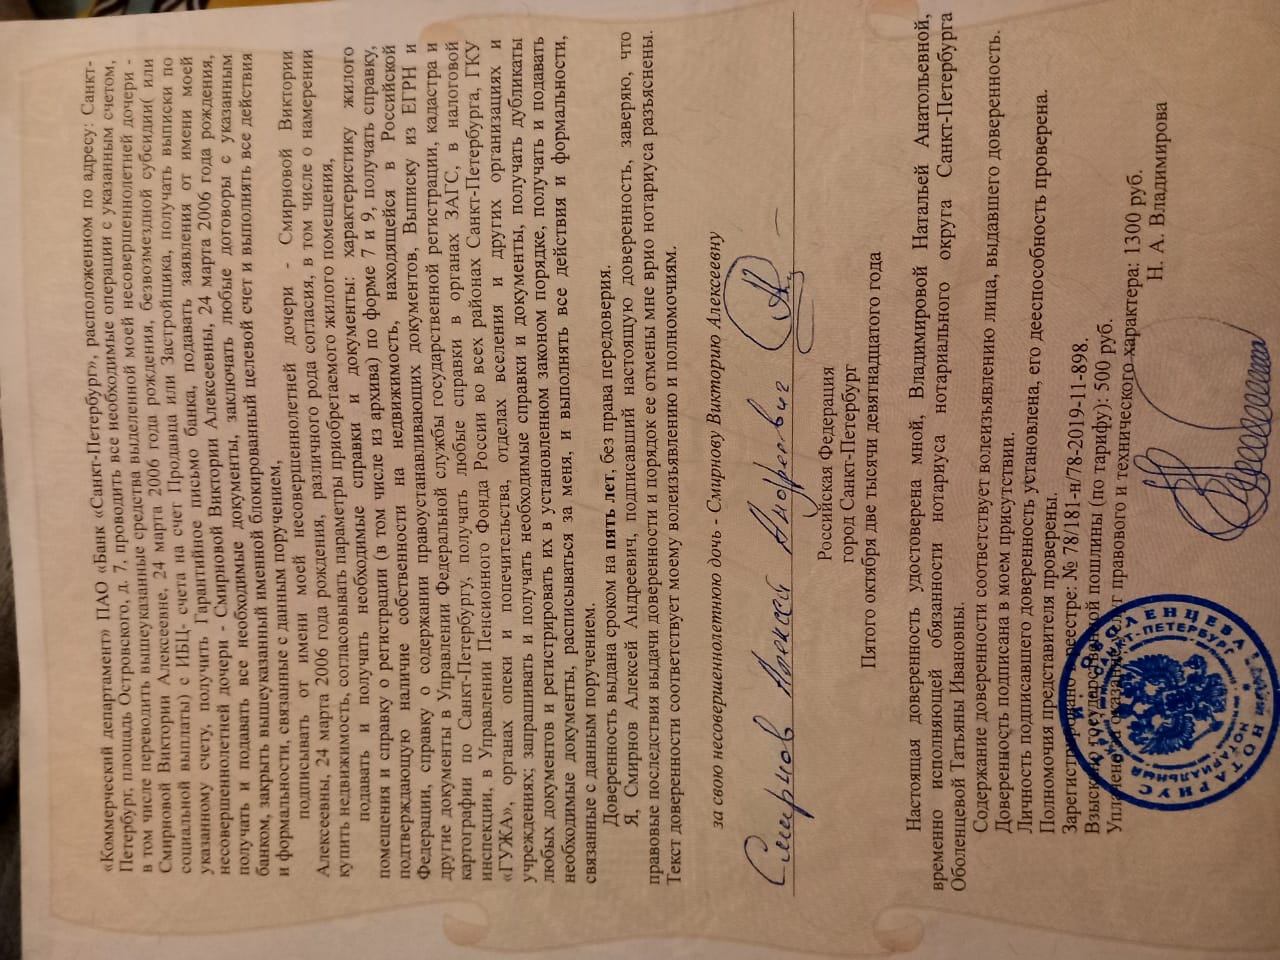 «Коммерческий департамент» ПАО «Банк «Санкт-Петербург», расположенном по адресу: Санкт-
Петербург, площадь Островского, д. 7, проводить все необходимые операции с указанным счетом,
в том числе переводить вышеуказанные средства выделенной моей несовершеннолетней дочери -
Смирновой Виктории Алексеевне, 24 марта 2006 года рождения, безвозмездной субсидии( или
социальной выплаты) с ИБЦ- счета на счет Продавца или Застройщика, получать выписки по
указанному счету, получить Гарантийное письмо банка, подавать заявления от имени моей
несовершеннолетней дочери - Смирновой Виктории Алексеевны, 24 марта 2006 года рождения,
получать и подавать все необходимые документы, заключать любые договоры с указанным
банком, закрыть вышеуказанный именной блокированный целевой счет и выполнять все действия
и формальности, связанные с данным поручением,
подписывать от имени моей несовершеннолетней дочери - Смирновой Виктории
Алексеевны, 24 марта 2006 года рождения, различного рода согласия, в том числе о намерении
купить недвижимость, согласовывать параметры приобретаемого жилого помещения,
подавать и получать необходимые справки и документы: характеристику жилого
помещения и справку о регистрации (в том числе из архива) по форме 7 и 9, получать справку,
подтверждающую наличие собственности на недвижимость, находящейся в Российской
Федерации, справку о содержании правоустанавливающих документов, Выписку из ЕГРН и
другие документы в Управлении Федеральной службы государственной регистрации, кадастра и
картографии по Санкт-Петербургу, получать любые справки в органах ЗАГС, в налоговой
инспекции, в Управлении Пенсионного Фонда России во всех районах Санкт-Петербурга, ГКУ
«ГУЖА», органах опеки и попечительства, отделах вселения и других организациях и
учреждениях; запрашивать и получать необходимые справки и документы, получать дубликаты
любых документов и регистрировать их в установленном законом порядке, получать и подавать
необходимые документы, расписываться за меня, и выполнять все действия и формальности,
связанные с данным поручением.
Доверенность выдана сроком на пять лет, без права передоверия.
Я, Смирнов Алексей Андреевич, подписавший настоящую доверенность, заверяю, что
правовые последствия выдачи доверенности и порядок ее отмены мне врио нотариуса разъяснены.
Текст доверенности соответствует моему волеизъявлению и полномочиям.
за свою несовершеннолетнюю дочь - Смирнову Викторию Алексеевну
Смирнов Алексей Андреевич
Российская Федерация
город Санкт-Петербург
Пятого октября две тысячи девятнадцатого года
Настоящая доверенность удостоверена мной, Владимировой Натальей Анатольевной,
временно исполняющей обязанности нотариуса нотариального округа Санкт-Петербурга
Оболенцевой Татьяны Ивановны.
Содержание доверенности соответствует волеизъявлению лица, выдавшего доверенность.
Доверенность подписана в моем присутствии.
Личность подписавшего доверенность установлена, его дееспособность проверена.
Полномочия представителя проверены.
Зарегистрировано в реестре: № 78/181-н/78-2019-11-898.
Взыскано государственной пошлины (по тарифу): 500 руб.
Уплачено за оказание услуг правового и технического характера: 1300 руб.
Н. А. Владимирова
НОТАРИУС
ОБОЛЕНЦЕВА
НОТАРИАЛЬНЫЙ
САНКТ-ПЕТЕРБУРГ